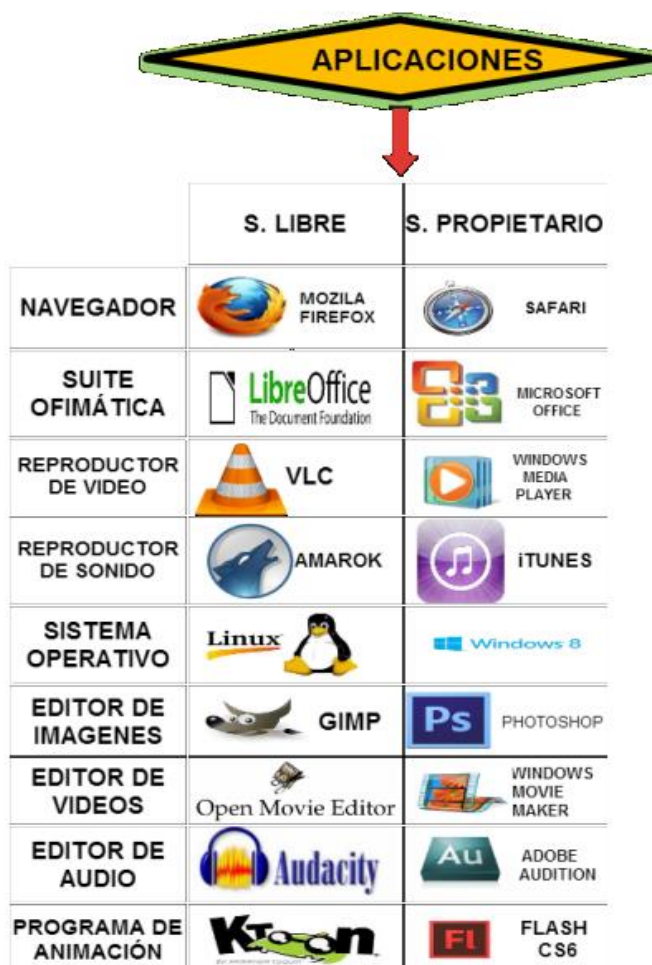 APLICACIONES
S. LIBRE S. PROPIETARIO
NAVEGADOR MOZILA FIREFOX SAFARI
SUITE OFIMÁTICA LibreOffice The Document Foundation MICROSOFT OFFICE
REPRODUCTOR DE VIDEO VLC WINDOWS MEDIA PLAYER
REPRODUCTOR DE SONIDO AMAROK iTUNES
SISTEMA OPERATIVO Linux Windows 8
EDITOR DE IMAGENES GIMP Ps PHOTOSHOP
EDITOR DE VIDEOS Open Movie Editor WINDOWS MOVIE MAKER
EDITOR DE AUDIO Audacity Au ADOBE AUDITION
PROGRAMA DE ANIMACIÓN KToon Fl FLASH CS6